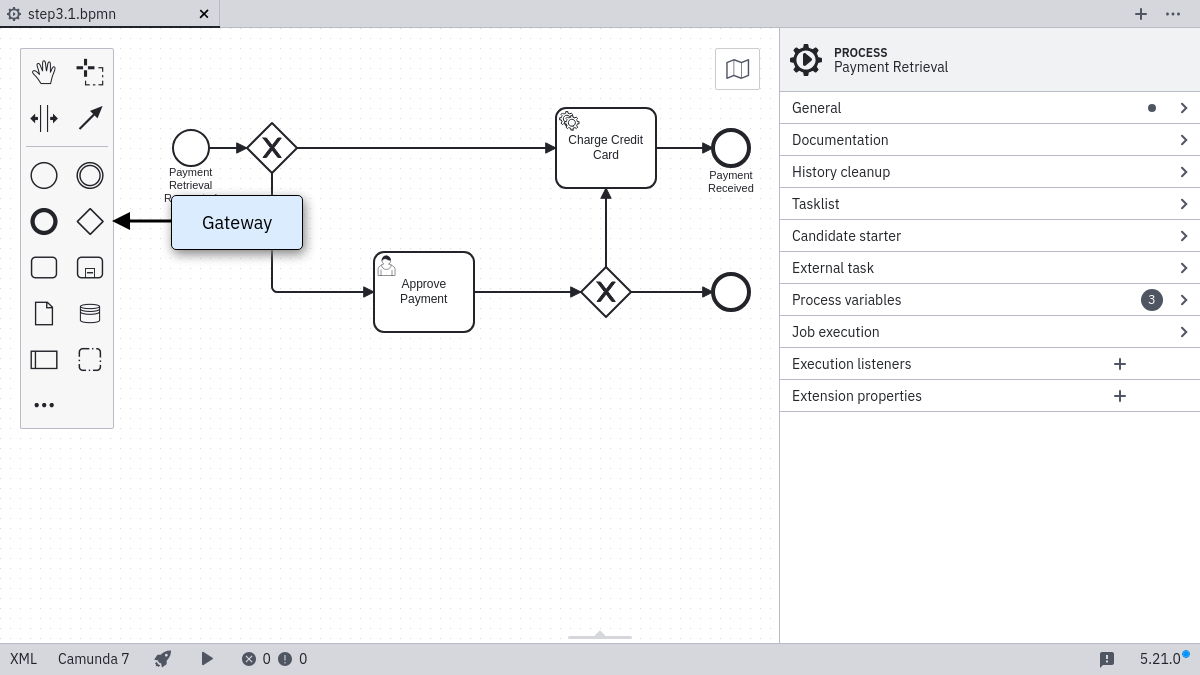 step3.1.bpmn
PROCESS
Payment Retrieval
General
Documentation
History cleanup
Tasklist
Candidate starter
External task
Process variables
3
Job execution
Execution listeners
Extension properties
Payment
Retrieval
Gateway
Charge Credit
Card
Payment
Received
Approve
Payment
XML
Camunda 7
0
0
5.21.0